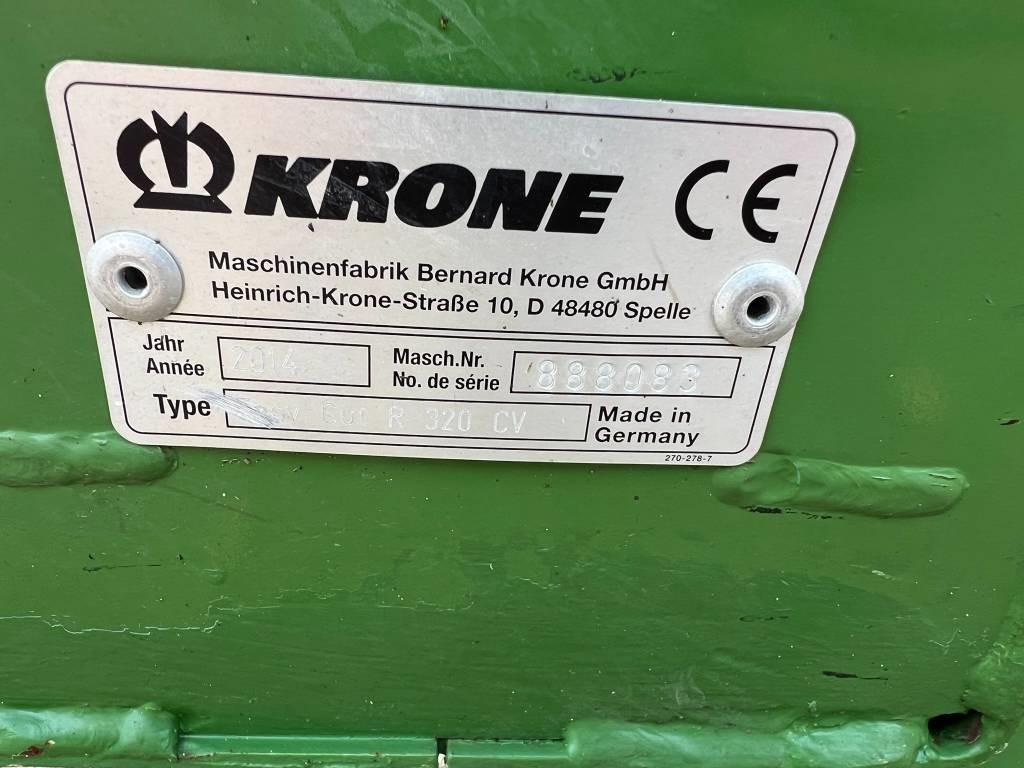 KRONE CE
Maschinenfabrik Bernard Krone GmbH
Heinrich-Krone-Straße 10, D 48480 Spelle
Jahr
Année
2014
Masch.Nr.
No. de série
888083
Type
Cut R 320 CV
Made in
Germany
270-278-7